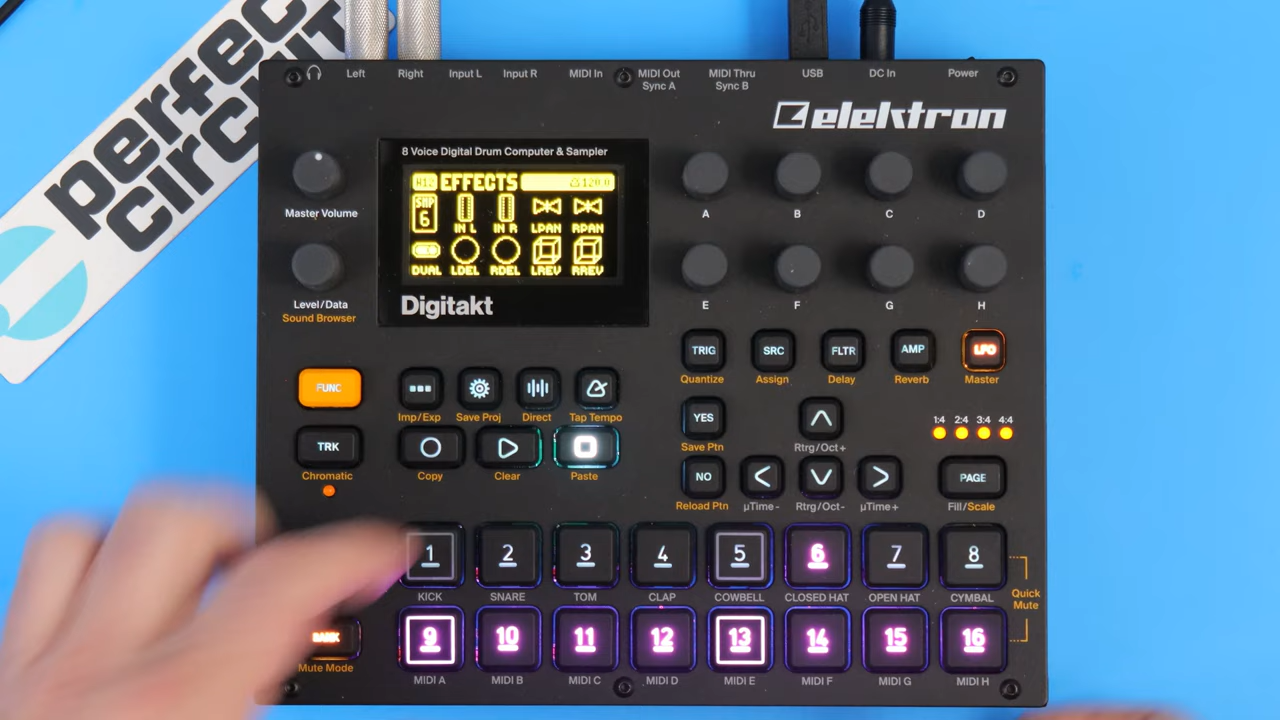 perfect
circuit
Left
Right
Input L
Input R
MIDI In
MIDI Out
Sync A
MIDI Thru
Sync B
USB
DC In
Power
elektron
8 Voice Digital Drum Computer & Sampler
H12 EFFECTS 120.0
SMP
6
IN L
IN R
LPAN
RPAN
DUAL
LDEL
RDEL
LREV
RREV
Digitakt
Master Volume
Level/Data
Sound Browser
A
B
C
D
E
F
G
H
TRIG
SRC
FLTR
AMP
LFO
Quantize
Assign
Delay
Reverb
Master
FUNC
Imp/Exp
Save Proj
Direct
Tap Tempo
TRK
Chromatic
Copy
Clear
Paste
YES
Save Ptn
Rtrg/Oct+
1:4
2:4
3:4
4:4
NO
PAGE
Reload Ptn
µTime-
Rtrg/Oct-
µTime+
Fill/Scale
1
2
3
4
5
6
7
8
KICK
SNARE
TOM
CLAP
COWBELL
CLOSED HAT
OPEN HAT
CYMBAL
Quick
Mute
BANK
Mute Mode
9
10
11
12
13
14
15
16
MIDI A
MIDI B
MIDI C
MIDI D
MIDI E
MIDI F
MIDI G
MIDI H